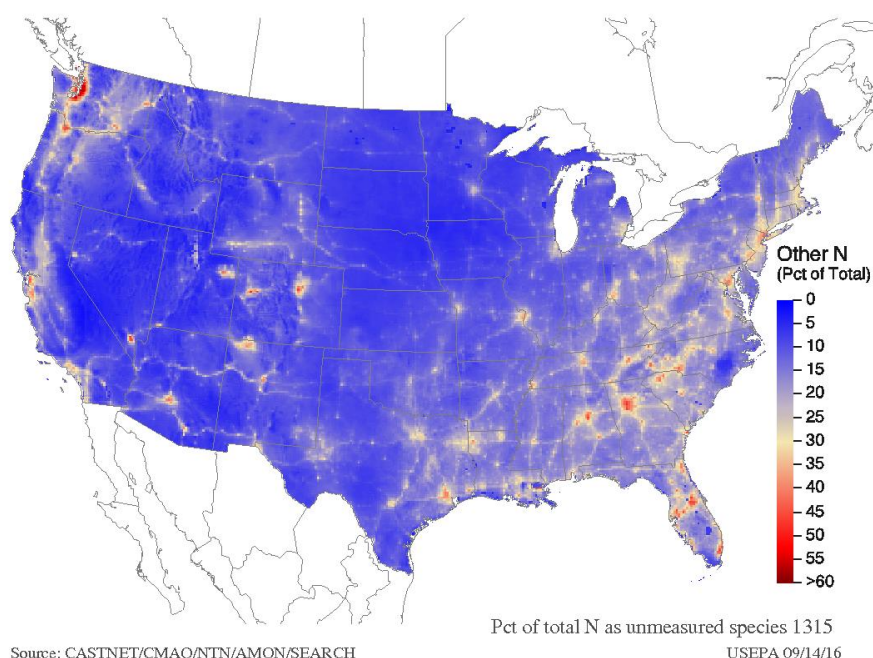 Other N
(Pct of Total)
0
5
10
15
20
25
30
35
40
45
50
55
>60
Pct of total N as unmeasured species 1315
Source: CASTNET/CMAQ/NTN/AMON/SEARCH
USEPA 09/14/16